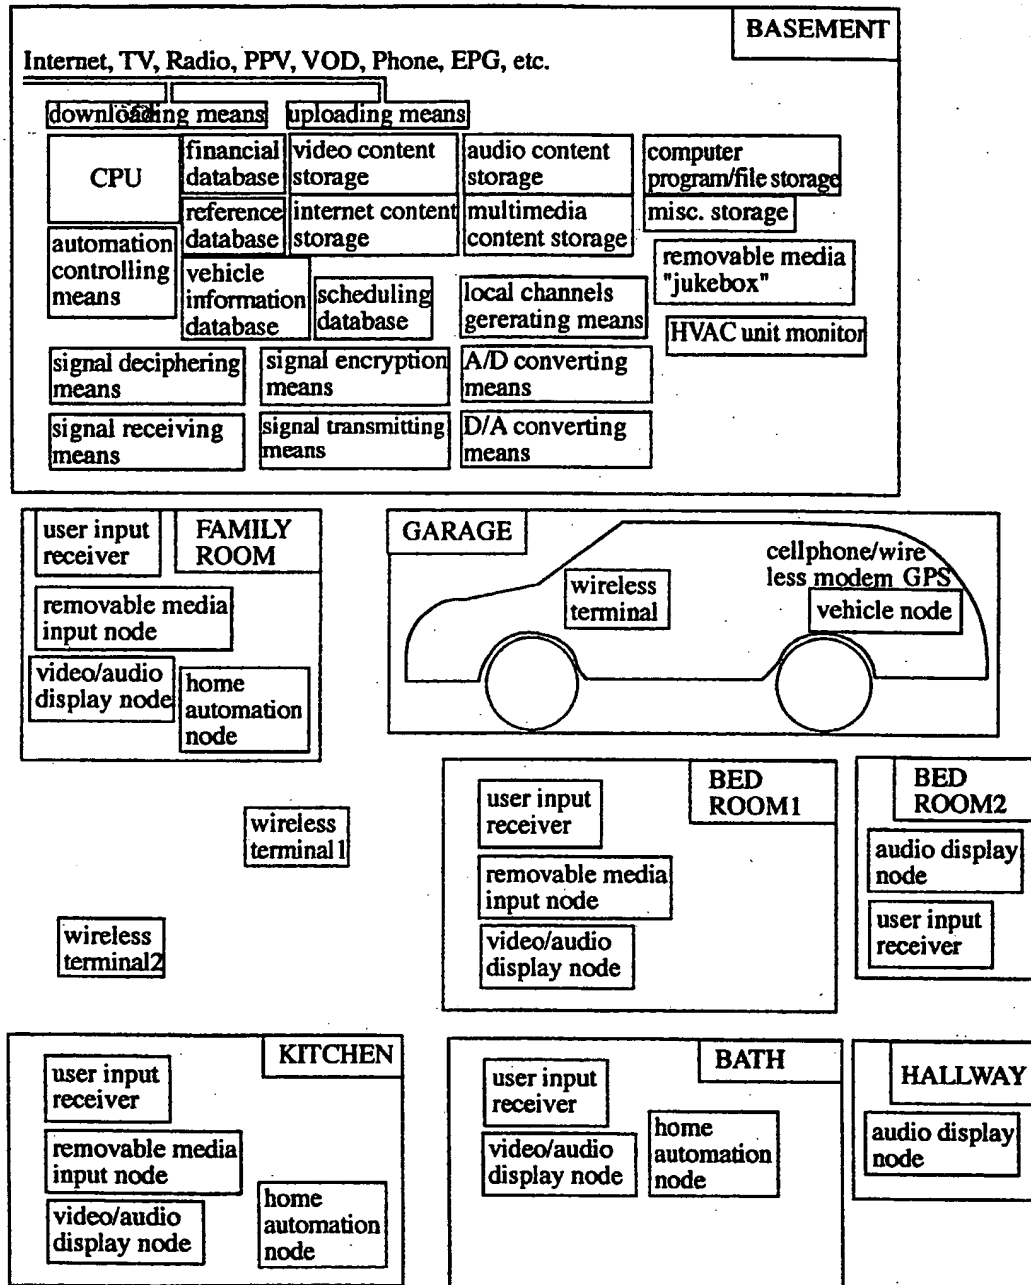 BASEMENT
Internet, TV, Radio, PPV, VOD, Phone, EPG, etc.
downloading means
uploading means
CPU
financial
database
video content
storage
audio content
storage
computer
program/file storage
reference
database
internet content
storage
multimedia
content storage
misc. storage
automation
controlling
means
vehicle
information
database
scheduling
database
local channels
gererating means
removable media
"jukebox"
HVAC unit monitor
signal deciphering
means
signal encryption
means
A/D converting
means
signal receiving
means
signal transmitting
means
D/A converting
means
FAMILY
ROOM
user input
receiver
removable media
input node
video/audio
display node
home
automation
node
GARAGE
wireless
terminal
cellphone/wire
less modem GPS
vehicle node
wireless
terminal1
wireless
terminal2
BED
ROOM1
user input
receiver
removable media
input node
video/audio
display node
BED
ROOM2
audio display
node
user input
receiver
KITCHEN
user input
receiver
removable media
input node
video/audio
display node
home
automation
node
BATH
user input
receiver
video/audio
display node
home
automation
node
HALLWAY
audio display
node